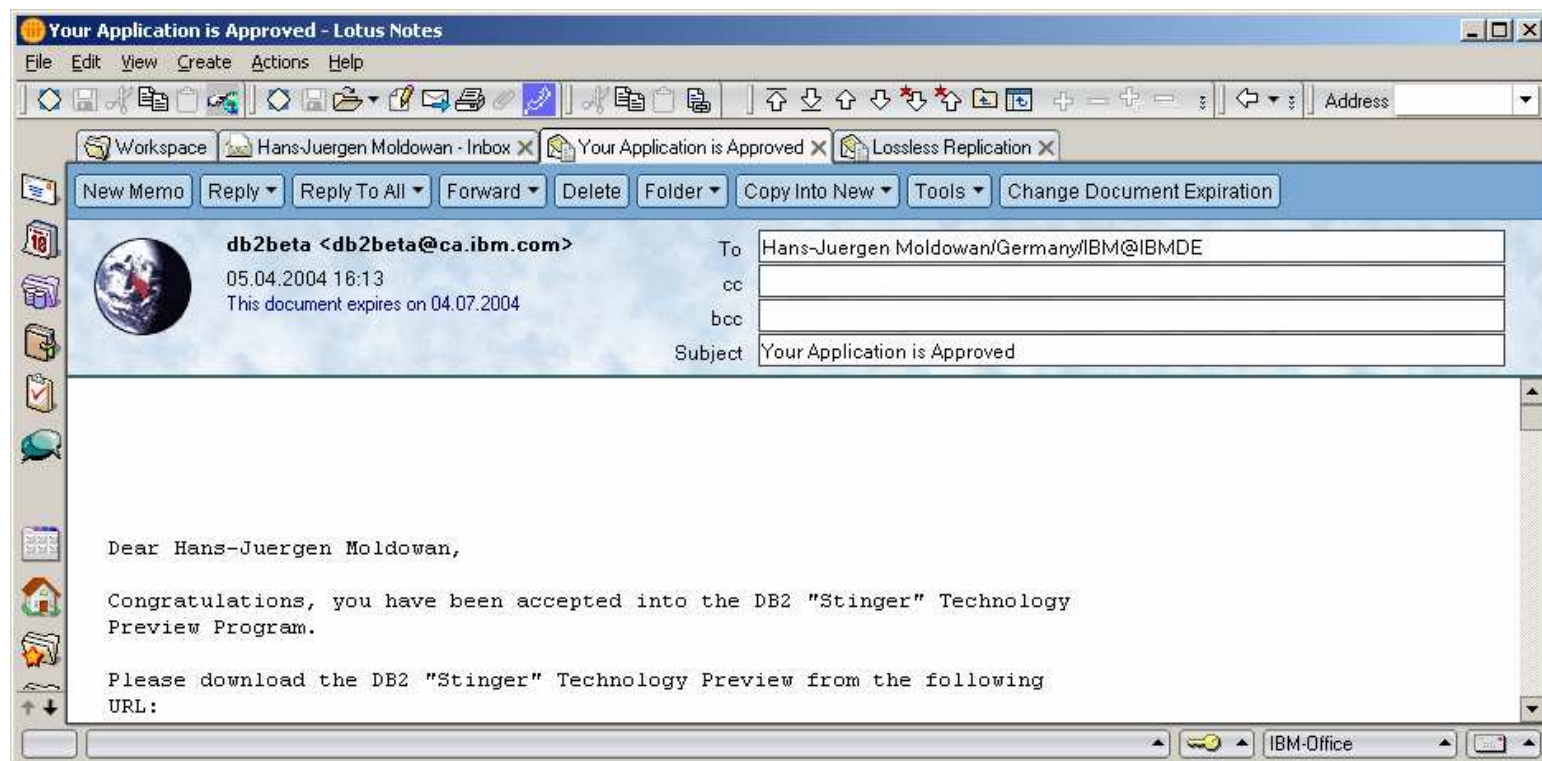 Your Application is Approved - Lotus Notes
File Edit View Create Actions Help
Address
Workspace Hans-Juergen Moldowan - Inbox Your Application is Approved Lossless Replication
New Memo Reply Reply To All Forward Delete Folder Copy Into New Tools Change Document Expiration
db2beta <db2beta@ca.ibm.com>
05.04.2004 16:13
This document expires on 04.07.2004
To Hans-Juergen Moldowan/Germany/IBM@IBMDE
cc
bcc
Subject Your Application is Approved
Dear Hans-Juergen Moldowan,
Congratulations, you have been accepted into the DB2 "Stinger" Technology
Preview Program.
Please download the DB2 "Stinger" Technology Preview from the following
URL:
IBM-Office